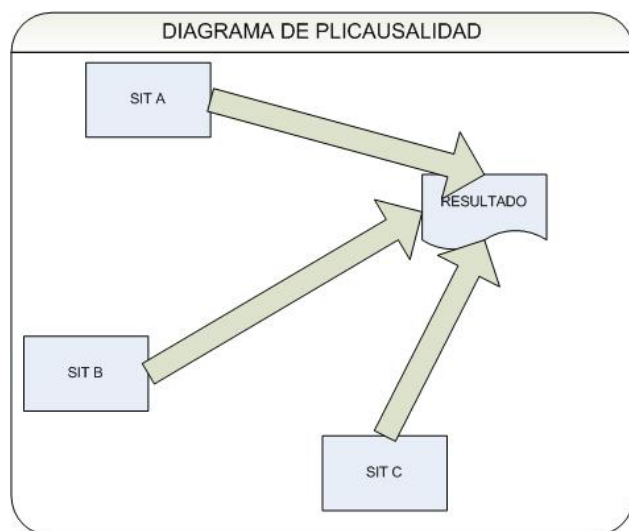 DIAGRAMA DE PLICAUSALIDAD
SIT A
RESULTADO
SIT B
SIT C